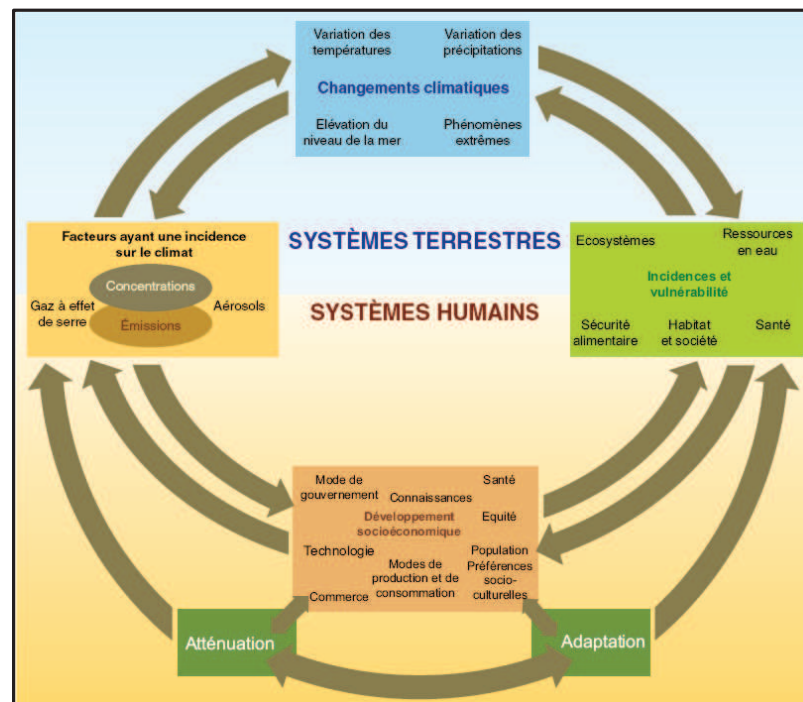 Variation des
températures
Variation des
précipitations
Changements climatiques
Elévation du
niveau de la mer
Phénomènes
extrêmes
Facteurs ayant une incidence
sur le climat
Concentrations
Gaz à effet
de serre
Aérosols
Émissions
SYSTÈMES TERRESTRES
SYSTÈMES HUMAINS
Ecosystèmes
Ressources
en eau
Incidences et
vulnérabilité
Sécurité
alimentaire
Habitat
et société
Santé
Mode de
gouvernement
Connaissances
Santé
Développement
socioéconomique
Equité
Technologie
Modes de
production et de
consommation
Population
Préférences
socio-
culturelles
Commerce
Atténuation
Adaptation